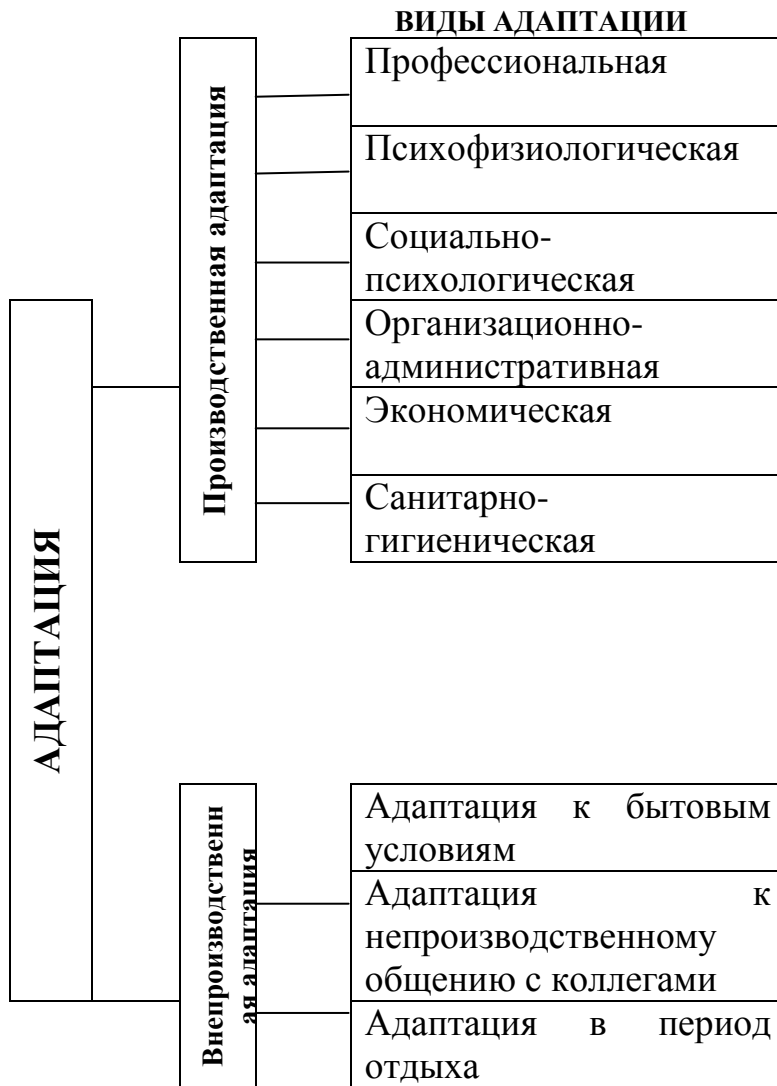 ВИДЫ АДАПТАЦИИ
АДАПТАЦИЯ
Производственная адаптация
Профессиональная
Психофизиологическая
Социально-
психологическая
Организационно-
административная
Экономическая
Санитарно-
гигиеническая
Внепроизводственн
ая адаптация
Адаптация к бытовым
условиям
Адаптация к
непроизводственному
общению с коллегами
Адаптация в период
отдыха